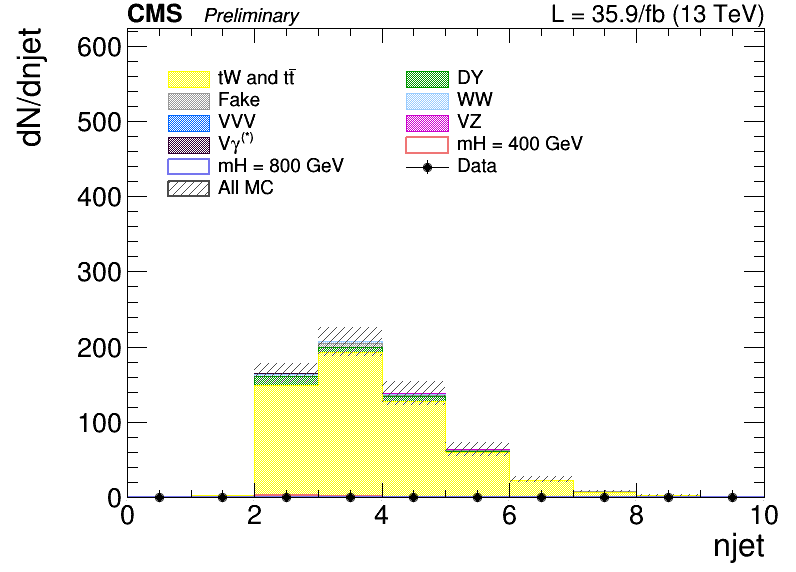 CMS Preliminary L = 35.9/fb (13 TeV)
dN/dnjet
600
500
400
300
200
100
0
tW and tt̄
DY
Fake
WW
VVV
VZ
Vγ(*)
mH = 400 GeV
mH = 800 GeV
Data
All MC
0 2 4 6 8 10
njet